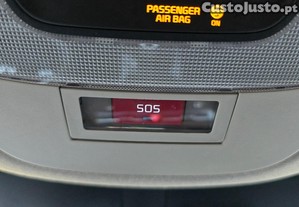 CustoJusto.pt
PASSENGER
AIR BAG
ON
SOS